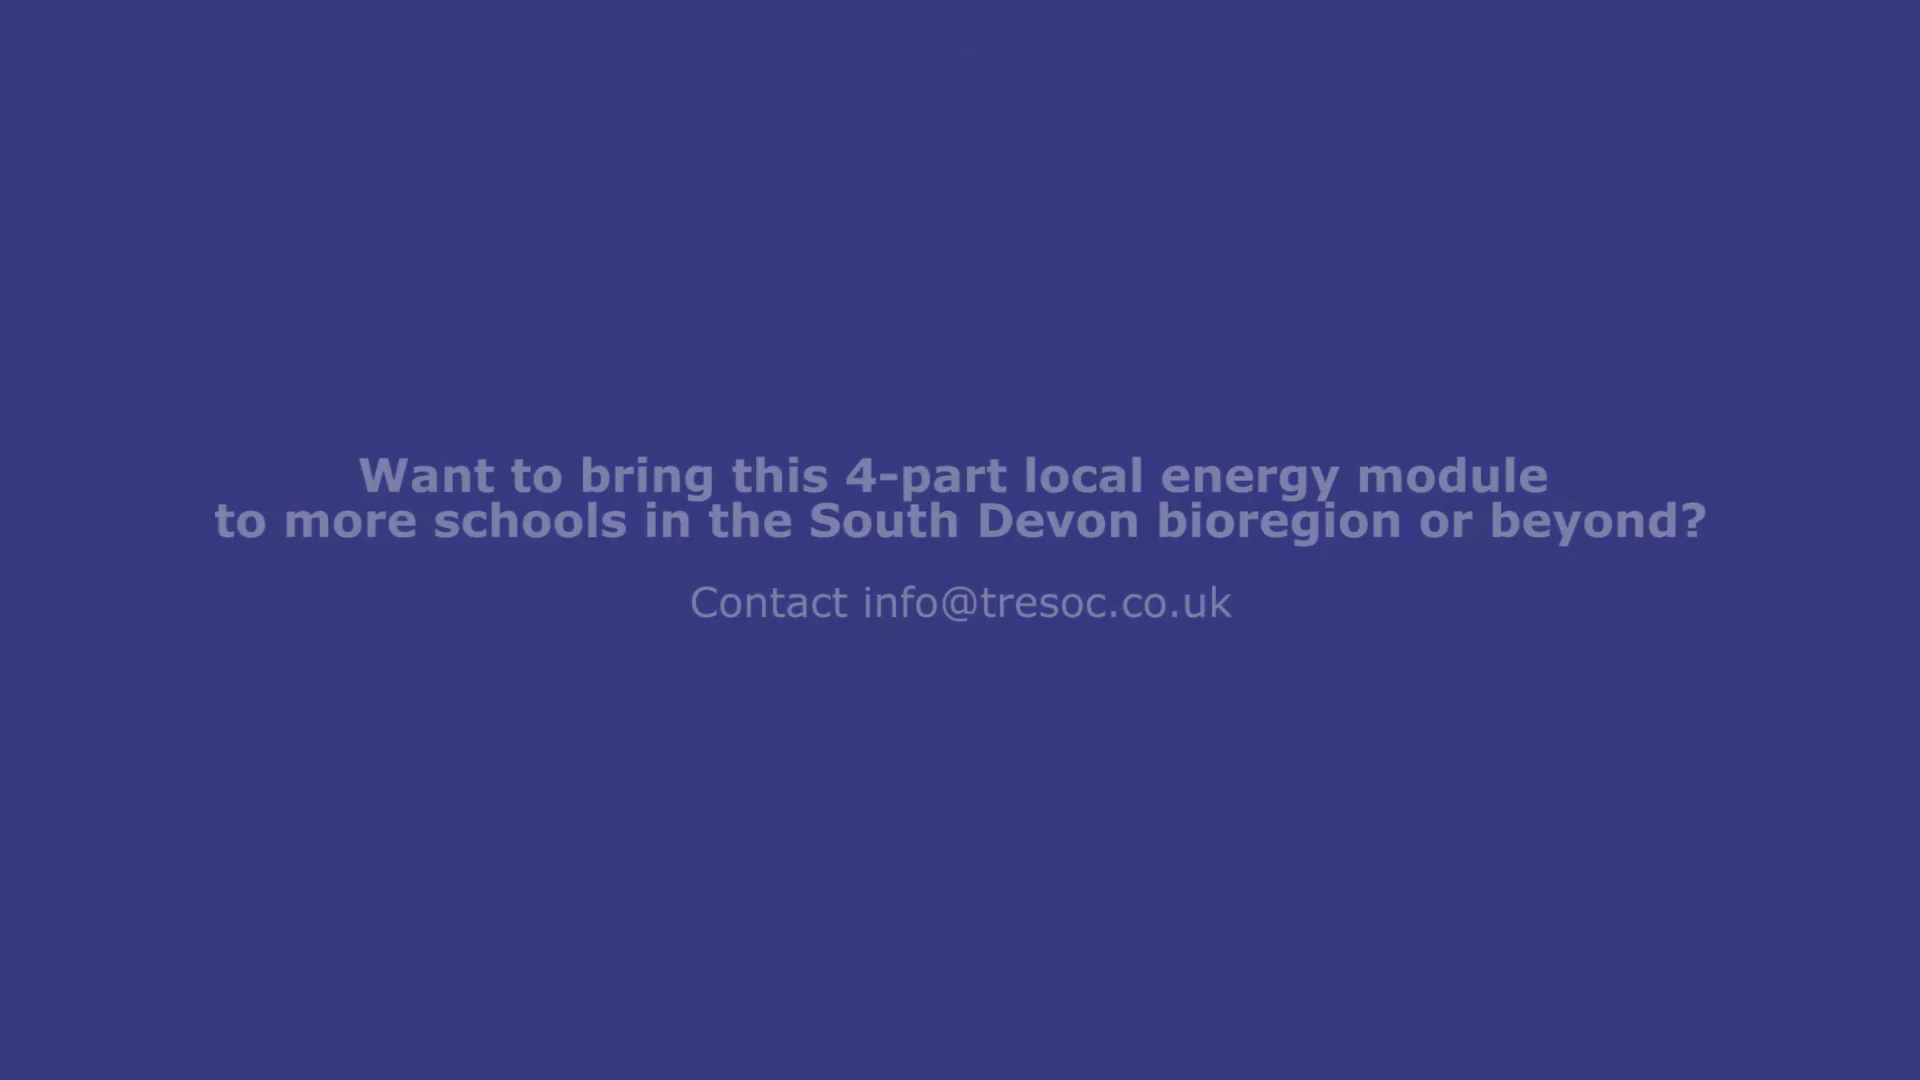 Want to bring this 4-part local energy module
to more schools in the South Devon bioregion or beyond?
Contact info@tresoc.co.uk